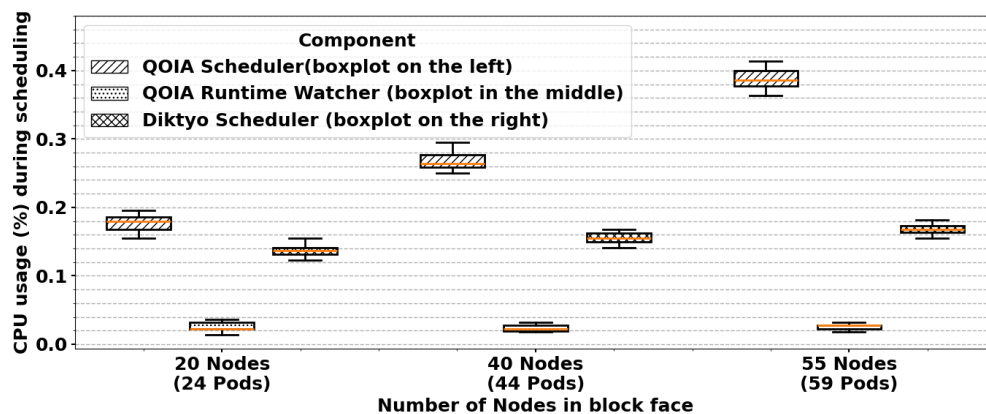 CPU usage (%) during scheduling
0.4
0.3
0.2
0.1
0.0
Component
QOIA Scheduler(boxplot on the left)
QOIA Runtime Watcher (boxplot in the middle)
Diktyo Scheduler (boxplot on the right)
20 Nodes
(24 Pods)
40 Nodes
(44 Pods)
55 Nodes
(59 Pods)
Number of Nodes in block face